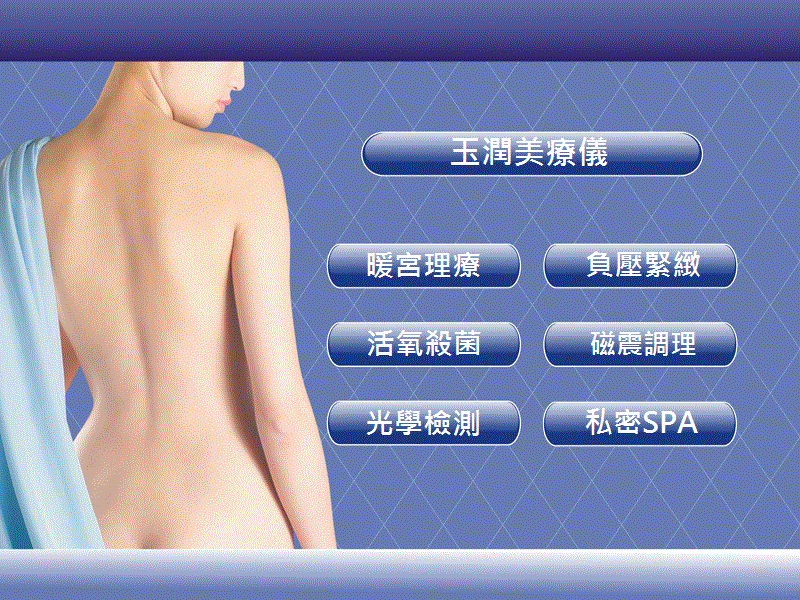 玉潤美療儀
暖宮理療
負壓緊緻
活氧殺菌
磁震調理
光學檢測
私密SPA